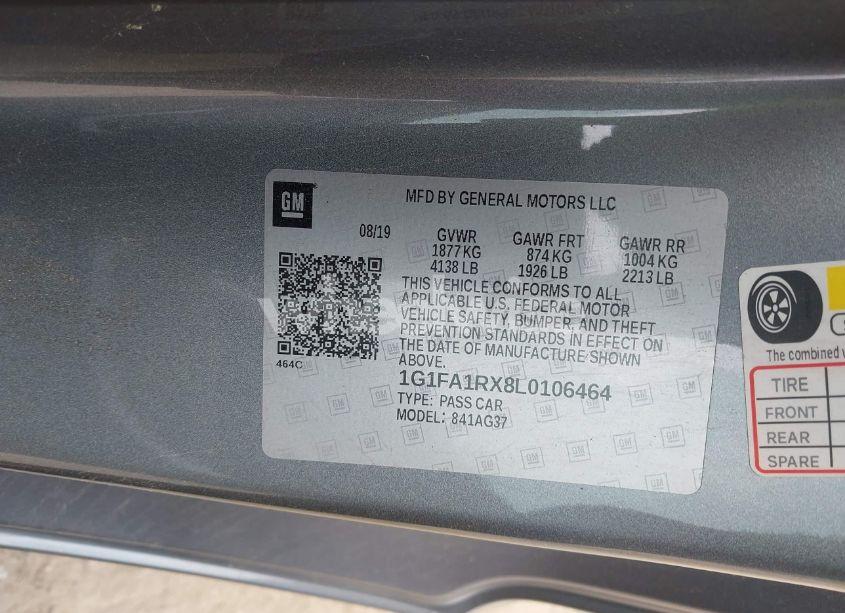 GM
MFD BY GENERAL MOTORS LLC
08/19
GVWR
1877 KG
4138 LB
GAWR FRT
874 KG
1926 LB
GAWR RR
1004 KG
2213 LB
THIS VEHICLE CONFORMS TO ALL
APPLICABLE U.S. FEDERAL MOTOR
VEHICLE SAFETY, BUMPER, AND THEFT
PREVENTION STANDARDS IN EFFECT ON
THE DATE OF MANUFACTURE SHOWN
ABOVE.
464C
1G1FA1RX8L0106464
TYPE: PASS CAR
MODEL: 841AG37
The combined
TIRE
FRONT
REAR
SPARE